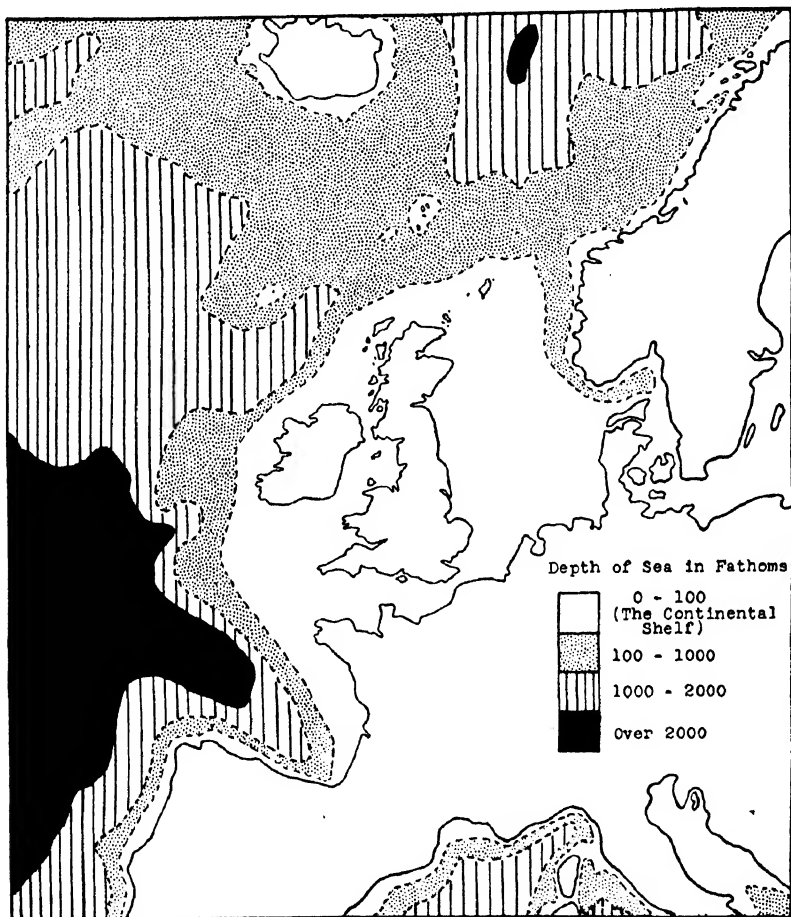 Depth of Sea in Fathoms
0 - 100
(The Continental
Shelf)
100 - 1000
1000 - 2000
Over 2000